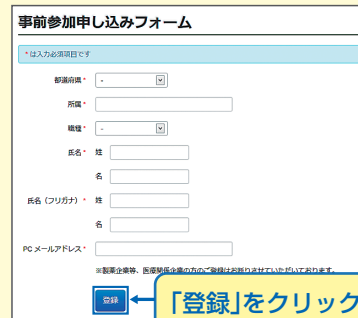 事前参加申し込みフォーム
*は入力必須項目です
都道府県* -
所属*
職種* -
氏名* 姓
名
氏名（フリガナ）* 姓
名
PCメールアドレス*
※製薬企業等、医療関係企業の方のご登録はお断りさせていただいております。
登録
「登録」をクリック